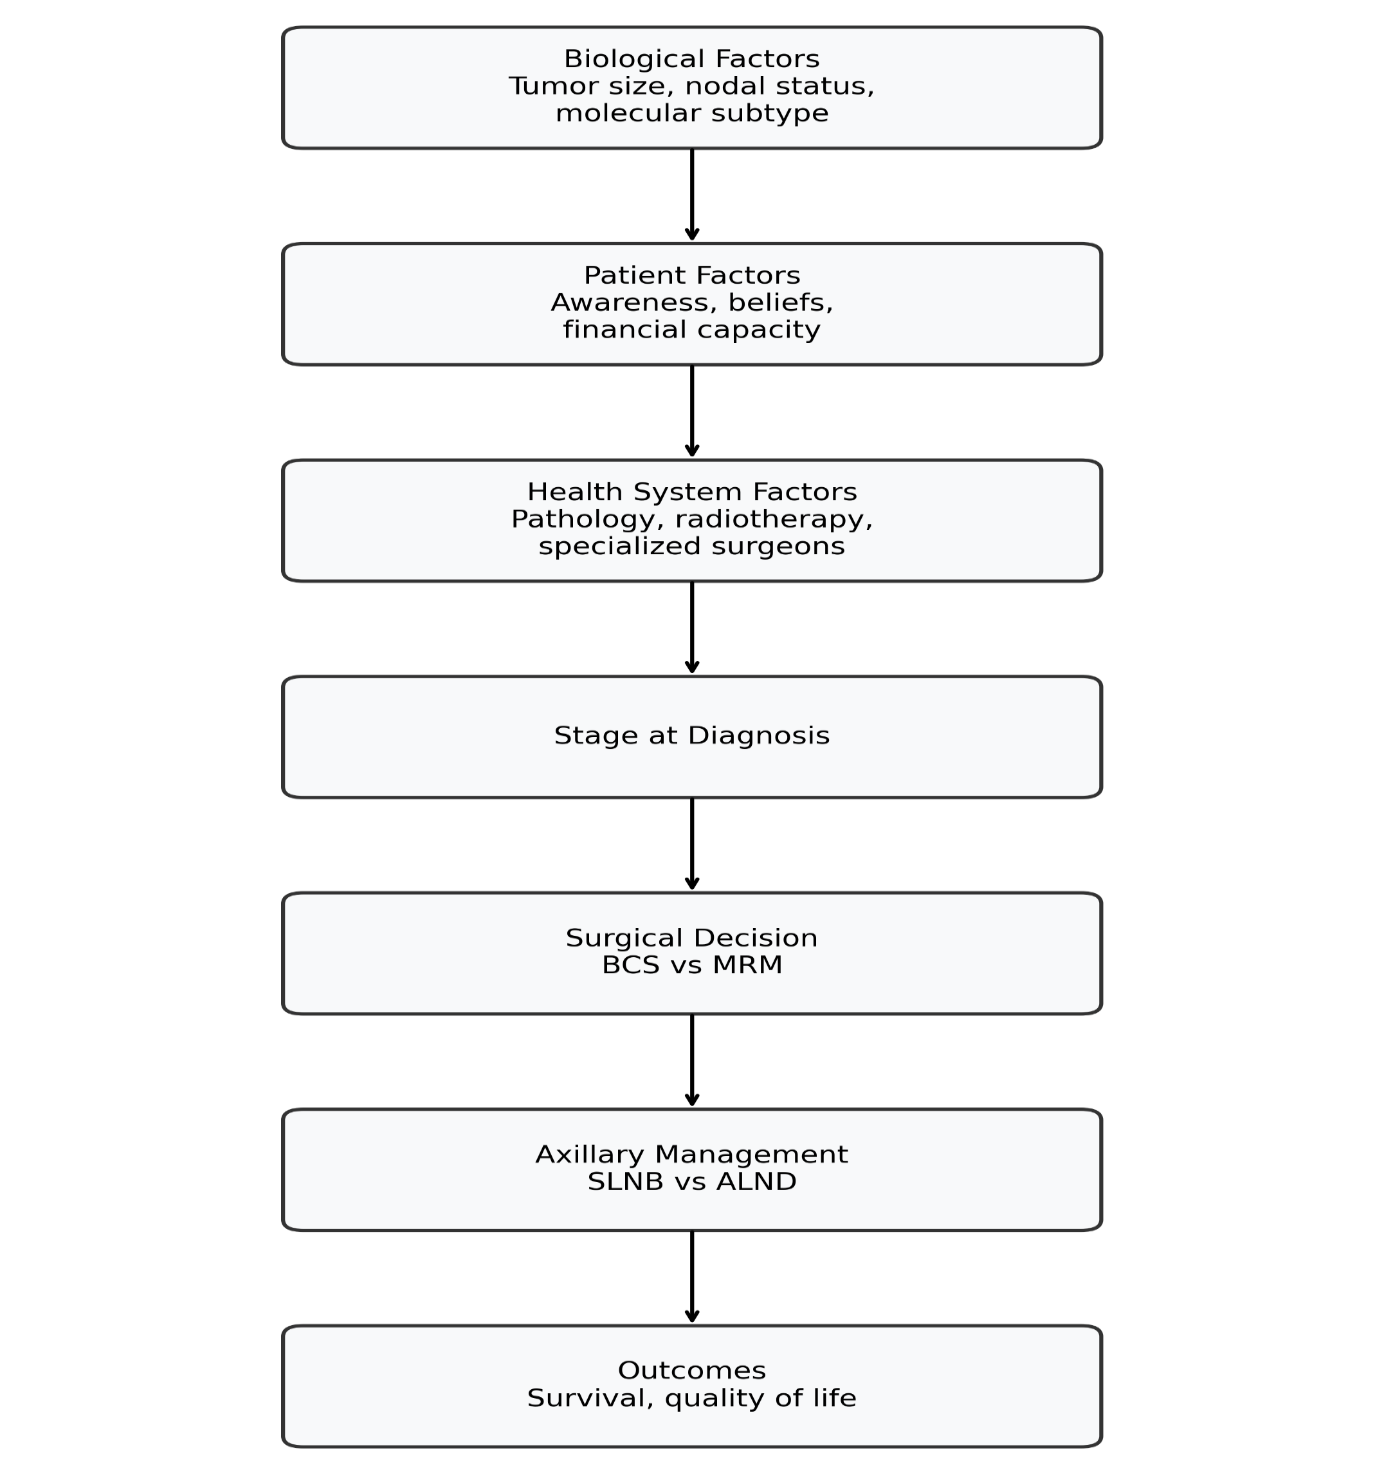 Biological Factors
Tumor size, nodal status,
molecular subtype
Patient Factors
Awareness, beliefs,
financial capacity
Health System Factors
Pathology, radiotherapy,
specialized surgeons
Stage at Diagnosis
Surgical Decision
BCS vs MRM
Axillary Management
SLNB vs ALND
Outcomes
Survival, quality of life